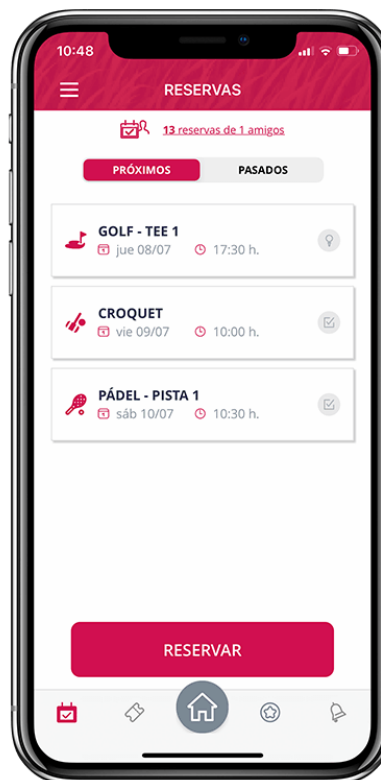 10:48
RESERVAS
13 reservas de 1 amigos
PRÓXIMOS PASADOS
GOLF - TEE 1
jue 08/07 17:30 h.
CROQUET
vie 09/07 10:00 h.
PÁDEL - PISTA 1
sáb 10/07 10:30 h.
RESERVAR